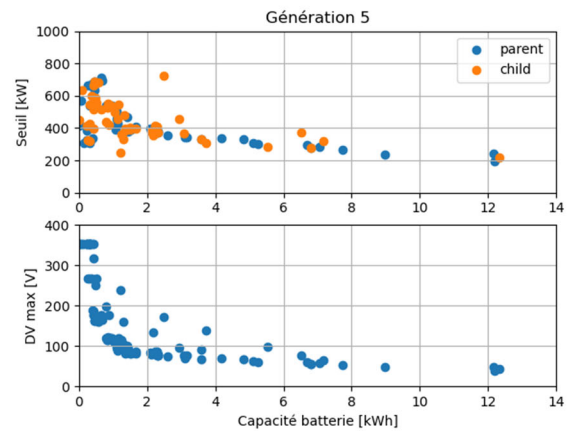 Génération 5
1000
800
600
400
200
0
Seuil [kW]
parent
child
0 2 4 6 8 10 12 14
400
300
200
100
0
DV max [V]
0 2 4 6 8 10 12 14
Capacité batterie [kWh]